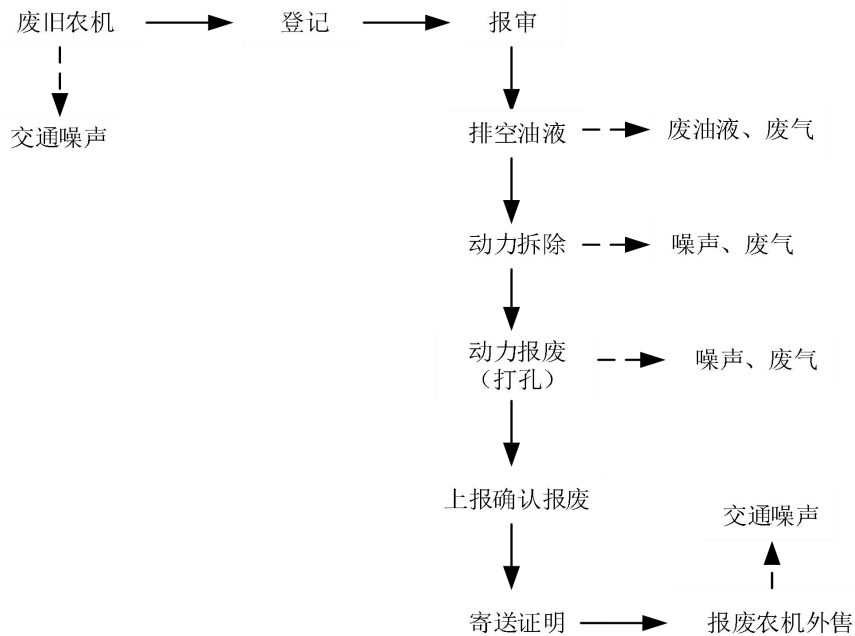 废旧农机
登记
报审
交通噪声
排空油液
废油液、废气
动力拆除
噪声、废气
动力报废
（打孔）
噪声、废气
上报确认报废
交通噪声
寄送证明
报废农机外售